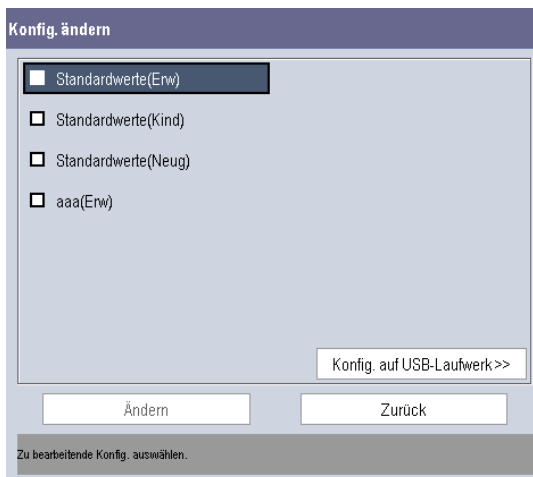 Konfig. ändern
Standardwerte(Erw)
Standardwerte(Kind)
Standardwerte(Neug)
aaa(Erw)
Konfig. auf USB-Laufwerk>>
Ändern
Zurück
Zu bearbeitende Konfig. auswählen.